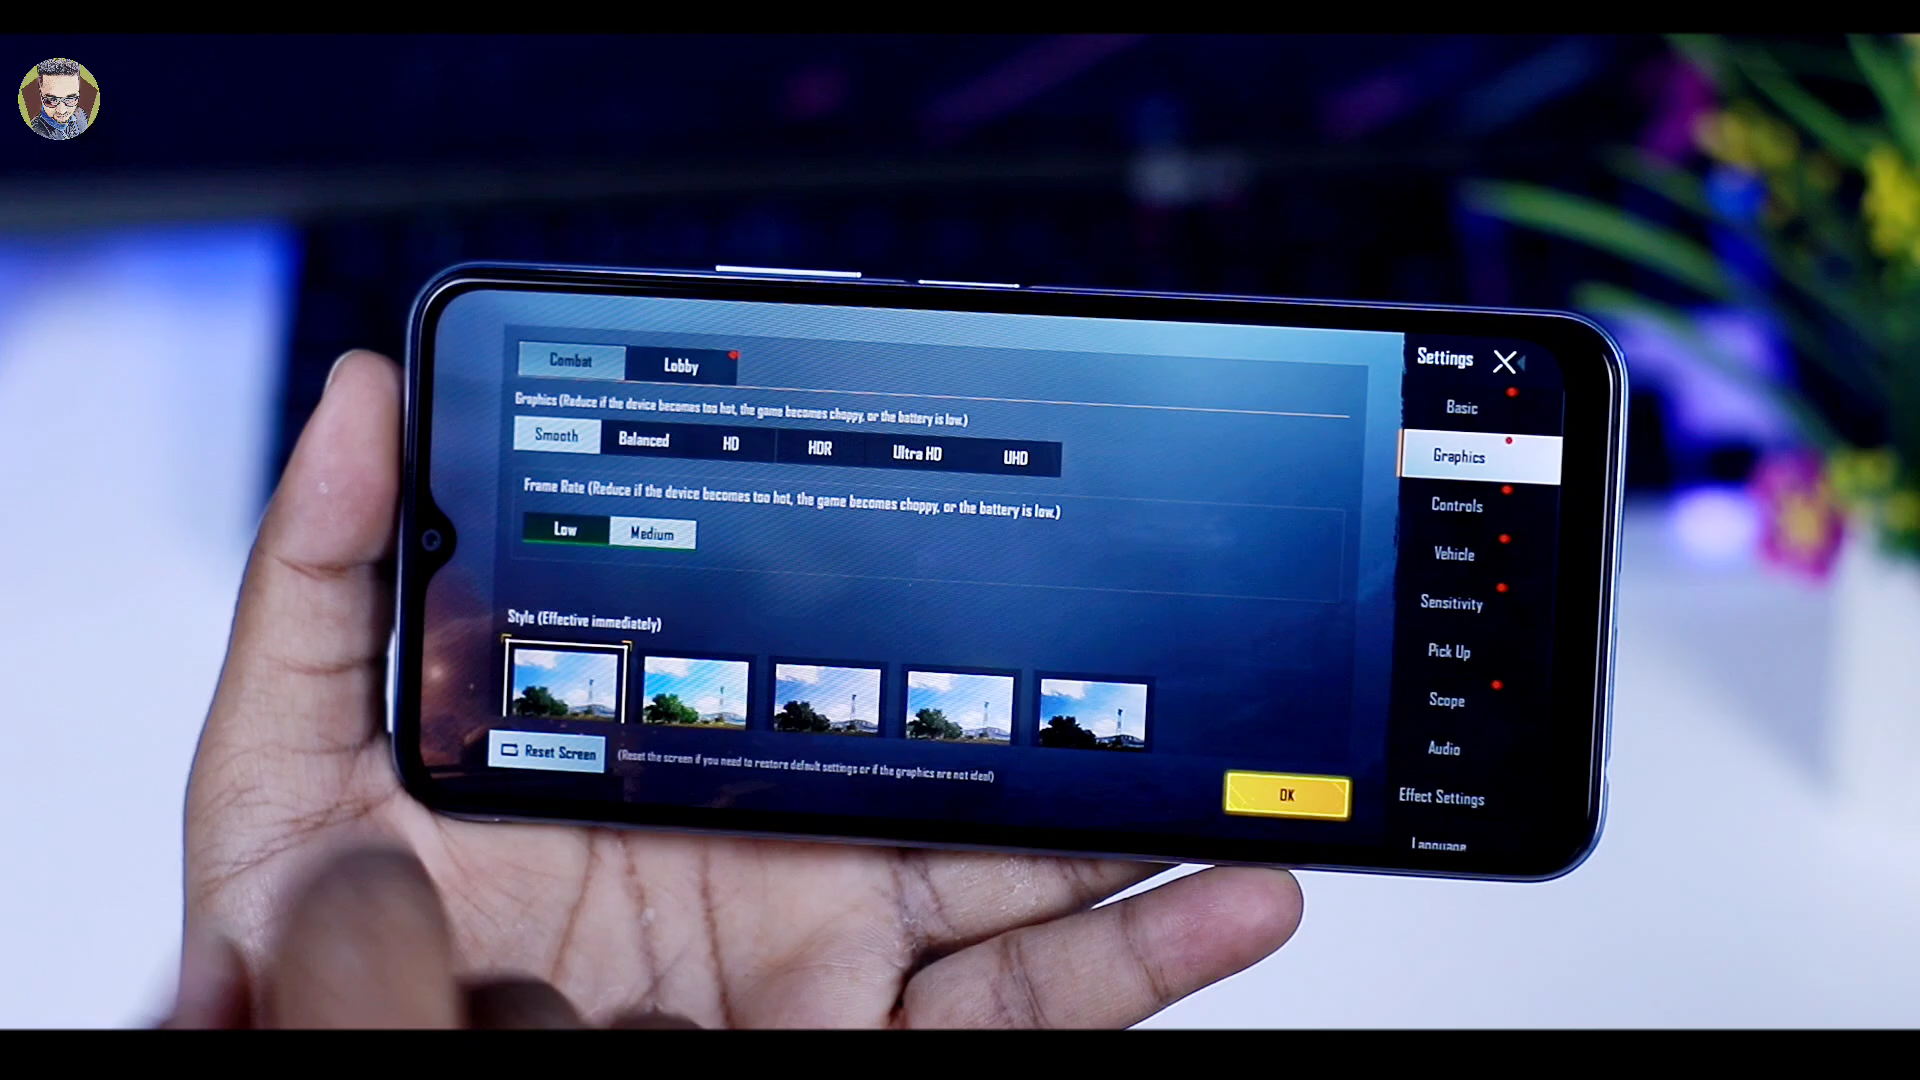 Combat Lobby
Graphics (Reduce if the device becomes too hot, the game becomes choppy, or the battery is low.)
Smooth Balanced HD HDR Ultra HD UHD
Frame Rate (Reduce if the device becomes too hot, the game becomes choppy, or the battery is low.)
Low Medium
Style (Effective immediately)
Reset Screen (Reset the screen if you need to restore default settings or if the graphics are not ideal)
OK
Settings
Basic
Graphics
Controls
Vehicle
Sensitivity
Pick Up
Scope
Audio
Effect Settings
Language